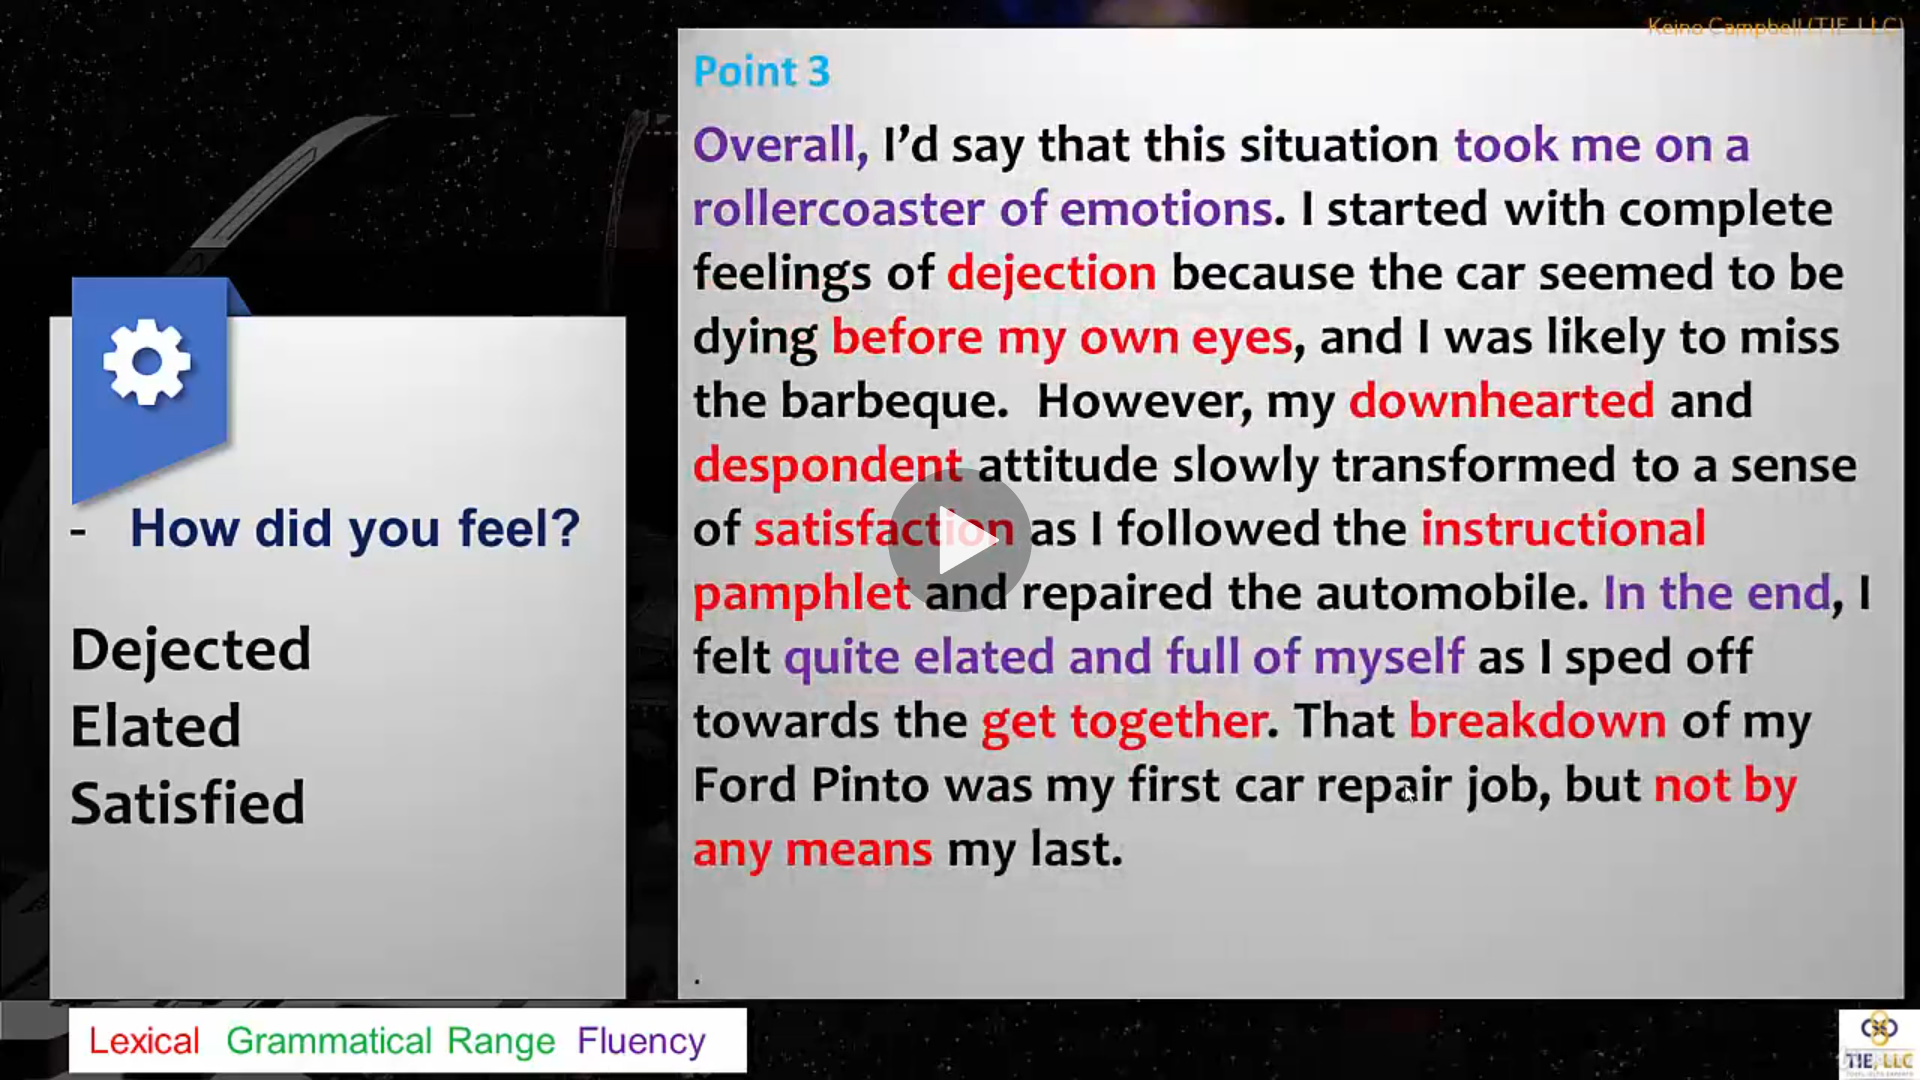 Keino Campbell (TIE, LLC)
Point 3
Overall, I'd say that this situation took me on a
rollercoaster of emotions. I started with complete
feelings of dejection because the car seemed to be
dying before my own eyes, and I was likely to miss
the barbeque.  However, my downhearted and
despondent attitude slowly transformed to a sense
of satisfaction as I followed the instructional
pamphlet and repaired the automobile. In the end, I
felt quite elated and full of myself as I sped off
towards the get together. That breakdown of my
Ford Pinto was my first car repair job, but not by
any means my last.
.
- How did you feel?
Dejected
Elated
Satisfied
Lexical Grammatical Range Fluency
TIE, LLC